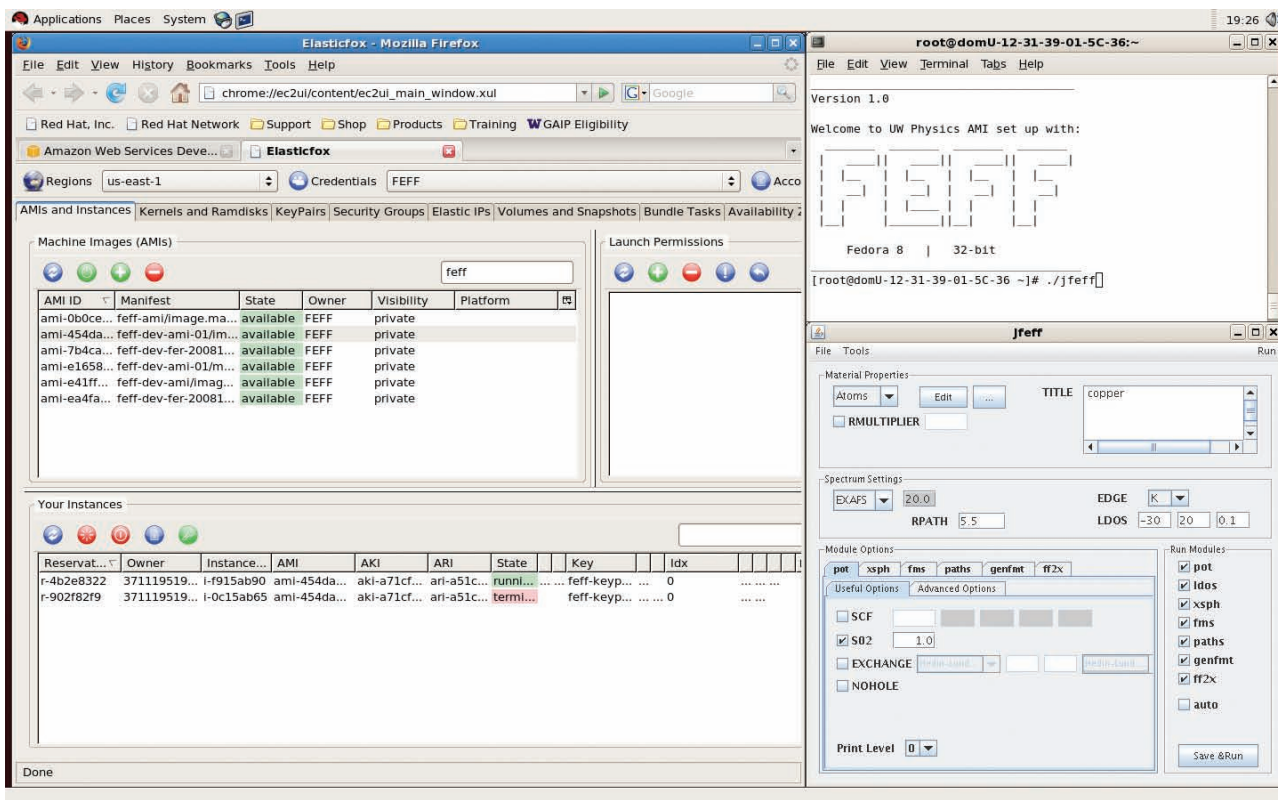 Applications Places System 19:26
Elasticfox - Mozilla Firefox
File Edit View History Bookmarks Tools Help
chrome://ec2ui/content/ec2ui_main_window.xul G Google
Red Hat, Inc. Red Hat Network Support Shop Products Training W GAIP Eligibility
Amazon Web Services Deve... Elasticfox
Regions us-east-1 Credentials FEFF Acco
AMIs and Instances Kernels and Ramdisks KeyPairs Security Groups Elastic IPs Volumes and Snapshots Bundle Tasks Availability
Machine Images (AMIs)
feff
AMI ID Manifest State Owner Visibility Platform
ami-0b0ce... feff-ami/image.ma... available FEFF private
ami-454da... feff-dev-ami-01/im... available FEFF private
ami-7b4ca... feff-dev-fer-20081... available FEFF private
ami-e1658... feff-dev-ami-01/m... available FEFF private
ami-e41ff... feff-dev-ami/imag... available FEFF private
ami-ea4fa... feff-dev-fer-20081... available FEFF private
Launch Permissions
Your Instances
Reservat... Owner Instance... AMI AKI ARI State Key Idx
r-4b2e8322 371119519... i-f915ab90 ami-454da... aki-a71cf... ari-a51c... runni... ... feff-keyp... ... 0 ... ... ...
r-902f82f9 371119519... i-0c15ab65 ami-454da... aki-a71cf... ari-a51c... termi... feff-keyp... ... ... 0 ... ...
Done
root@domU-12-31-39-01-5C-36:~
File Edit View Terminal Tabs Help
Version 1.0
Welcome to UW Physics AMI set up with:
FEFF
Fedora 8 | 32-bit
[root@domU-12-31-39-01-5C-36 ~]# ./jfeff
Jfeff
File Tools Run
Material Properties
Atoms Edit ... TITLE copper
RMULTIPLIER
Spectrum Settings
EXAFS 20.0 EDGE K
RPATH 5.5 LDOS -30 20 0.1
Module Options
pot xsph fms paths genfmt ff2x
Useful Options Advanced Options
SCF
S02 1.0
EXCHANGE
NOHOLE
Print Level 0
Run Modules
pot
ldos
xsph
fms
paths
genfmt
ff2x
auto
Save &Run